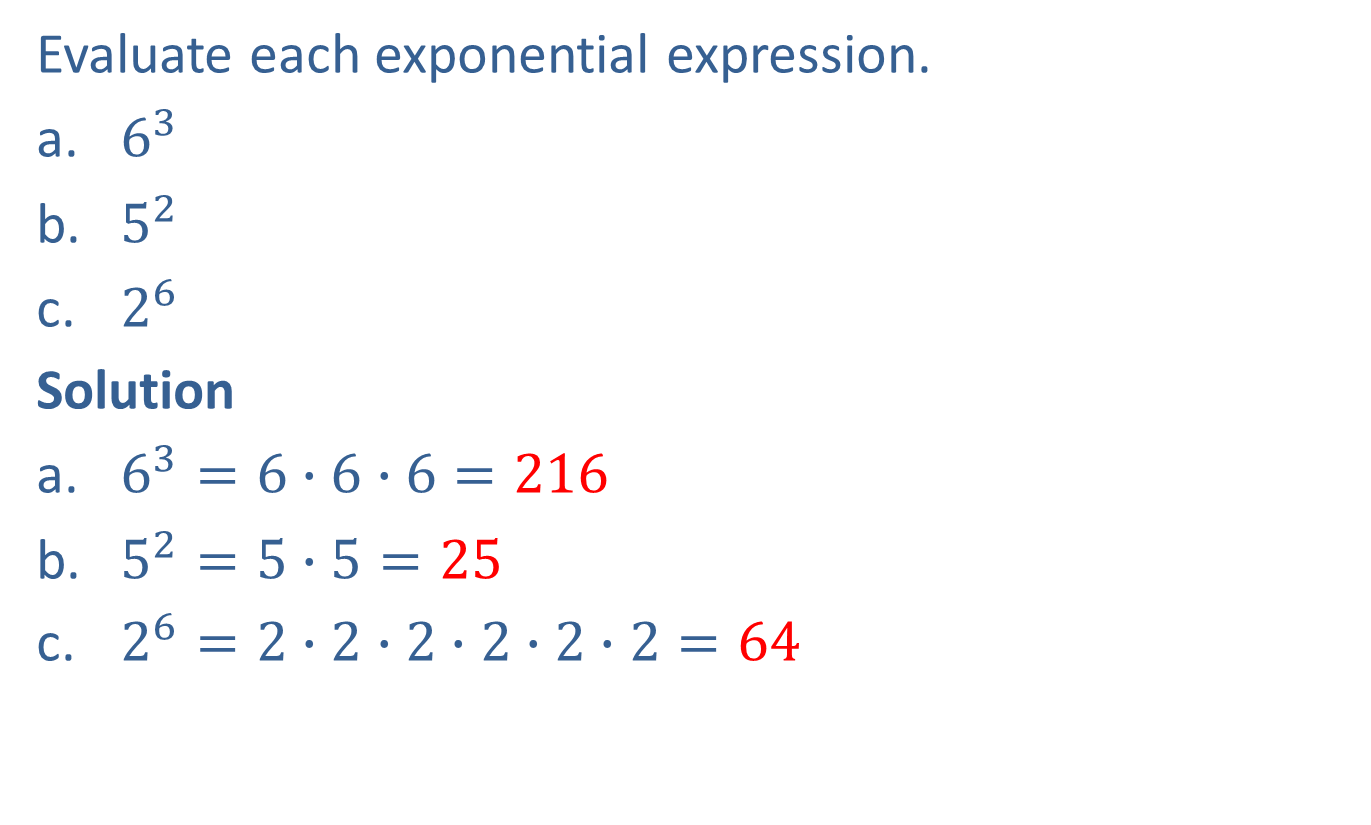 Evaluate each exponential expression.
a. 6³
b. 5²
c. 2⁶
Solution
a. 6³ = 6 · 6 · 6 = 216
b. 5² = 5 · 5 = 25
c. 2⁶ = 2 · 2 · 2 · 2 · 2 · 2 = 64